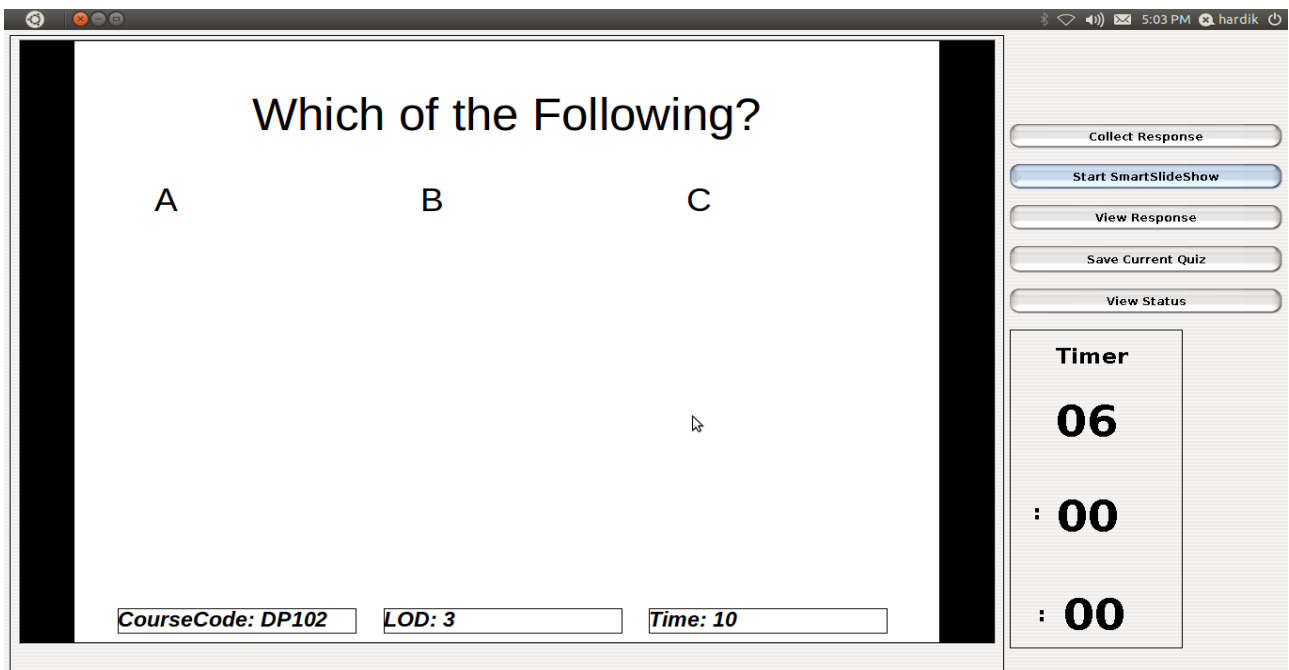 5:03 PM hardik
Which of the Following?
A B C
CourseCode: DP102 LOD: 3 Time: 10
Collect Response
Start SmartSlideShow
View Response
Save Current Quiz
View Status
Timer
06
: 00
: 00